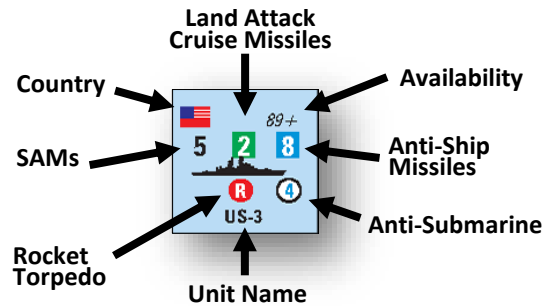 Land Attack
Cruise Missiles
Country
Availability
89+
SAMs
5 2 8
Anti-Ship
Missiles
R 4
US-3
Anti-Submarine
Rocket
Torpedo
Unit Name